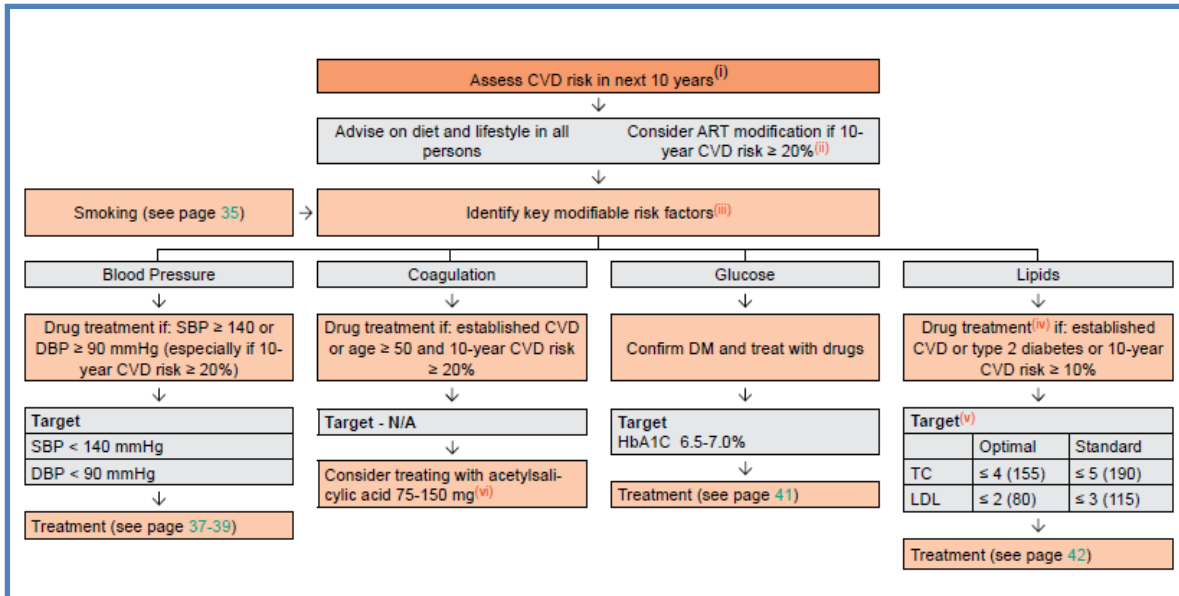 Assess CVD risk in next 10 years(i)
Advise on diet and lifestyle in all
persons
Consider ART modification if 10-
year CVD risk ≥ 20%(ii)
Smoking (see page 35)
Identify key modifiable risk factors(iii)
Blood Pressure
Drug treatment if: SBP ≥ 140 or
DBP ≥ 90 mmHg (especially if 10-
year CVD risk ≥ 20%)
Target
SBP < 140 mmHg
DBP < 90 mmHg
Treatment (see page 37-39)
Coagulation
Drug treatment if: established CVD
or age ≥ 50 and 10-year CVD risk
≥ 20%
Target - N/A
Consider treating with acetylsali-
cylic acid 75-150 mg(vi)
Glucose
Confirm DM and treat with drugs
Target
HbA1C 6.5-7.0%
Treatment (see page 41)
Lipids
Drug treatment(iv) if: established
CVD or type 2 diabetes or 10-year
CVD risk ≥ 10%
Target(v)
Optimal Standard
TC ≤ 4 (155) ≤ 5 (190)
LDL ≤ 2 (80) ≤ 3 (115)
Treatment (see page 42)